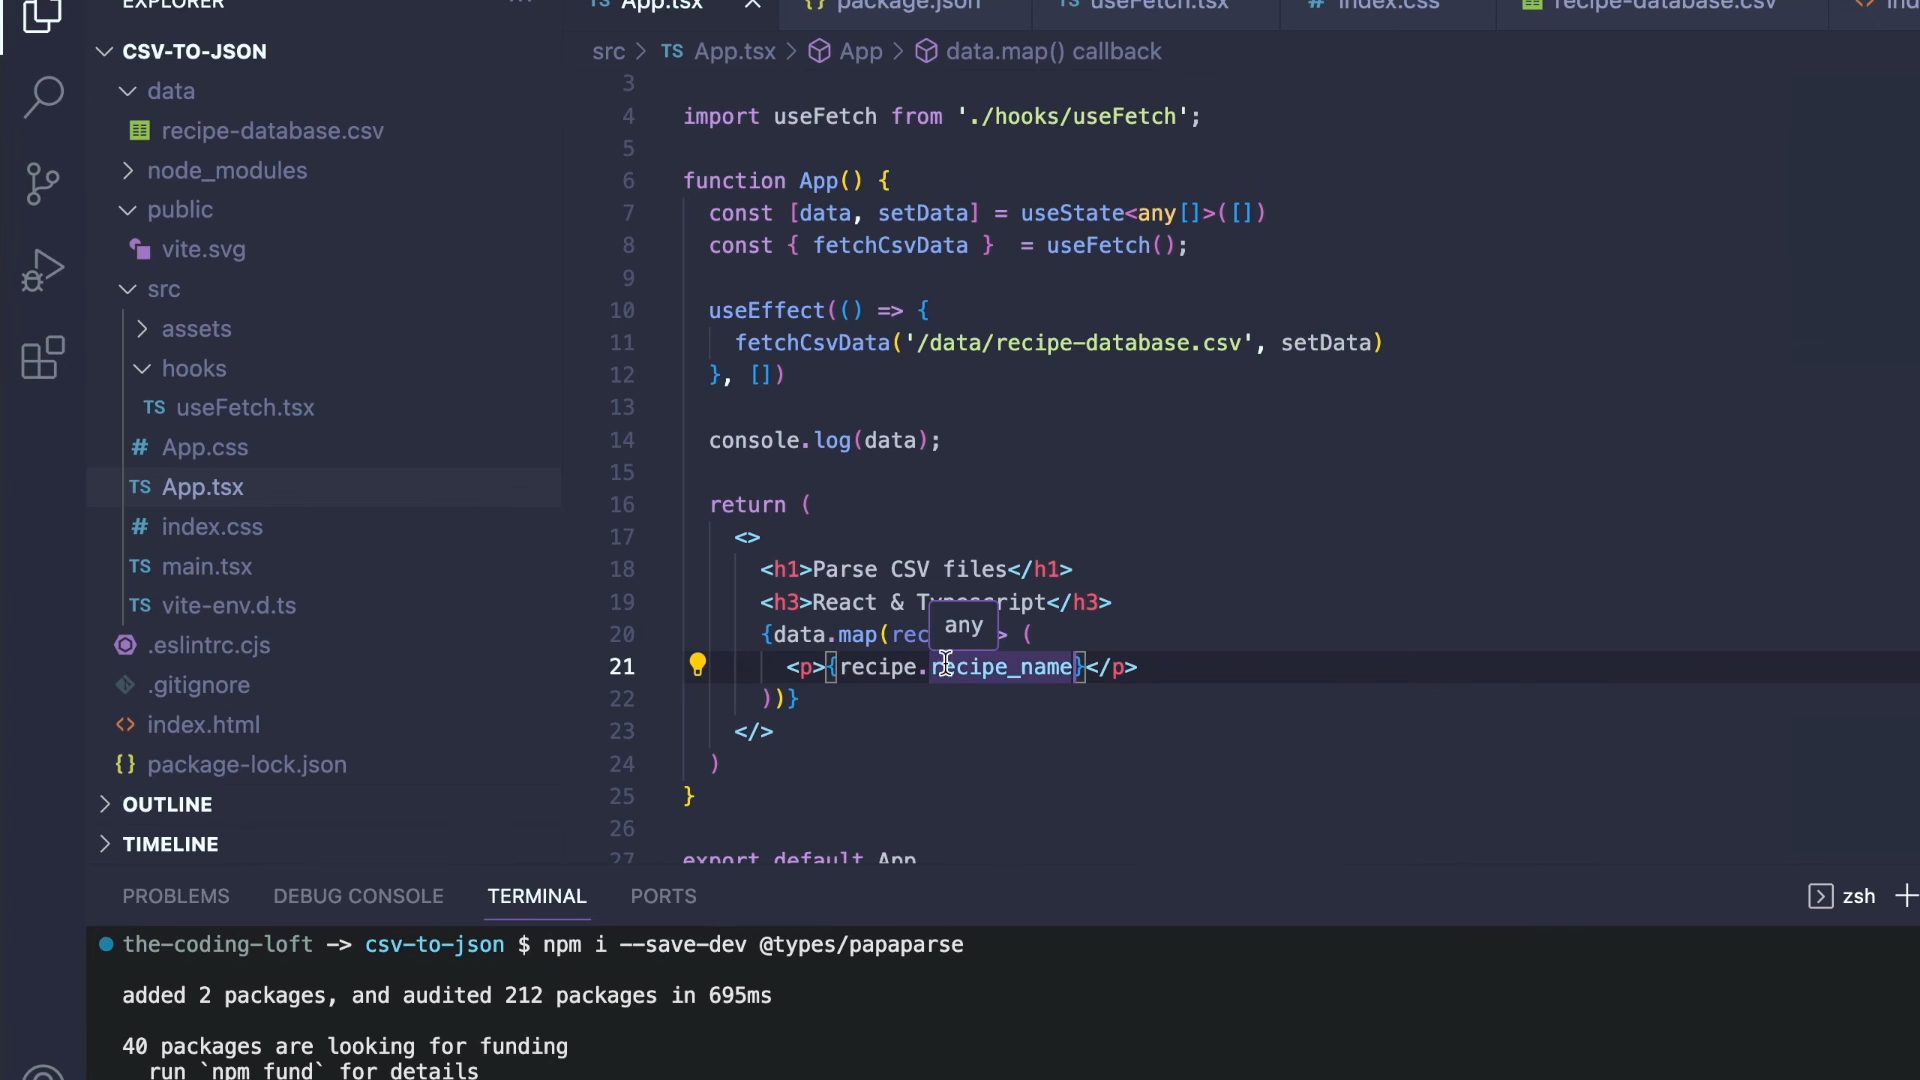 EXPLORER
App.tsx
package.json
useFetch.tsx
# index.css
recipe-database.csv
CSV-TO-JSON
data
recipe-database.csv
node_modules
public
vite.svg
src
assets
hooks
TS useFetch.tsx
# App.css
TS App.tsx
# index.css
TS main.tsx
TS vite-env.d.ts
.eslintrc.cjs
.gitignore
<> index.html
{} package-lock.json
OUTLINE
TIMELINE
src > TS App.tsx > App > data.map() callback
3
4 import useFetch from './hooks/useFetch';
5
6 function App() {
7 const [data, setData] = useState<any[]>([])
8 const { fetchCsvData }  = useFetch();
9
10 useEffect(() => {
11 fetchCsvData('/data/recipe-database.csv', setData)
12 }, [])
13
14 console.log(data);
15
16 return (
17 <>
18 <h1>Parse CSV files</h1>
19 <h3>React & Typescript</h3>
any
20 {data.map(rec > (
21 <p>{recipe.recipe_name}</p>
22 ))}
23 </>
24 )
25 }
26
27 export default App
PROBLEMS DEBUG CONSOLE TERMINAL PORTS
zsh
the-coding-loft -> csv-to-json $ npm i --save-dev @types/papaparse
added 2 packages, and audited 212 packages in 695ms
40 packages are looking for funding
run `npm fund` for details